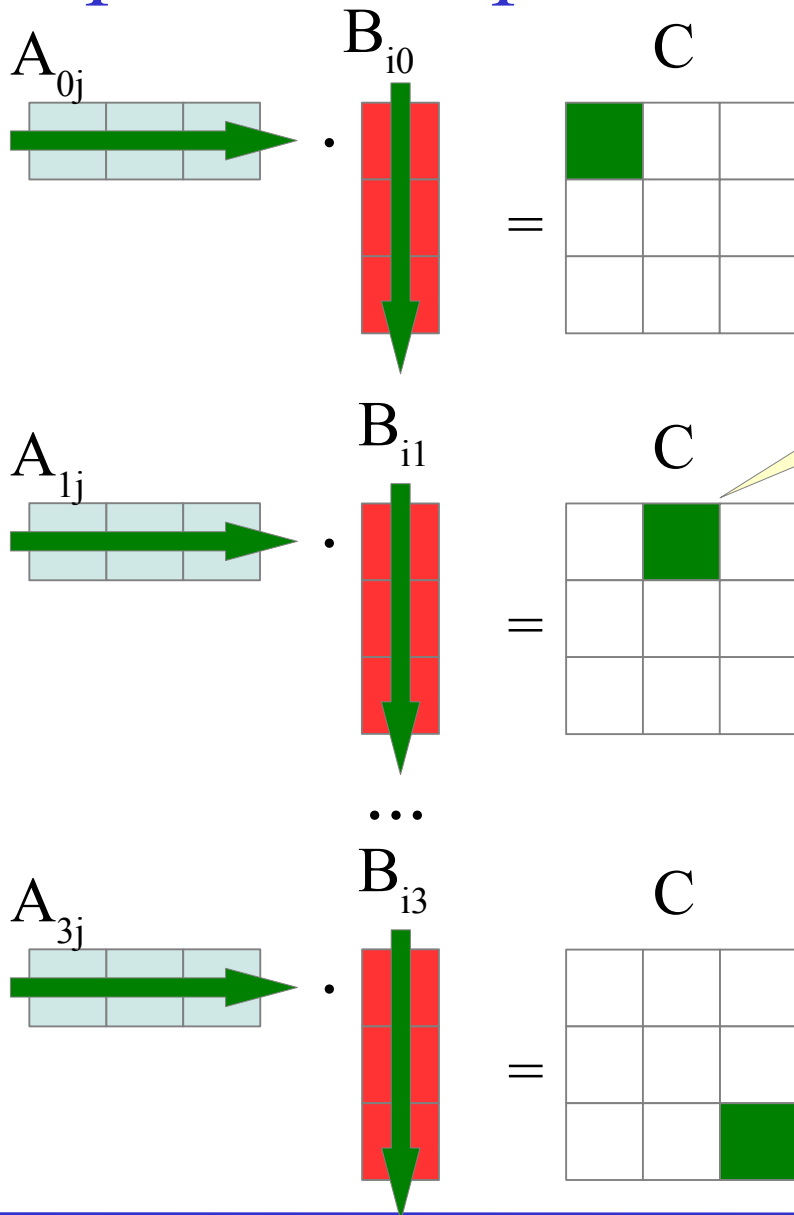 A0j · Bi0 = C
A1j · Bi1 = C
...
A3j · Bi3 = C